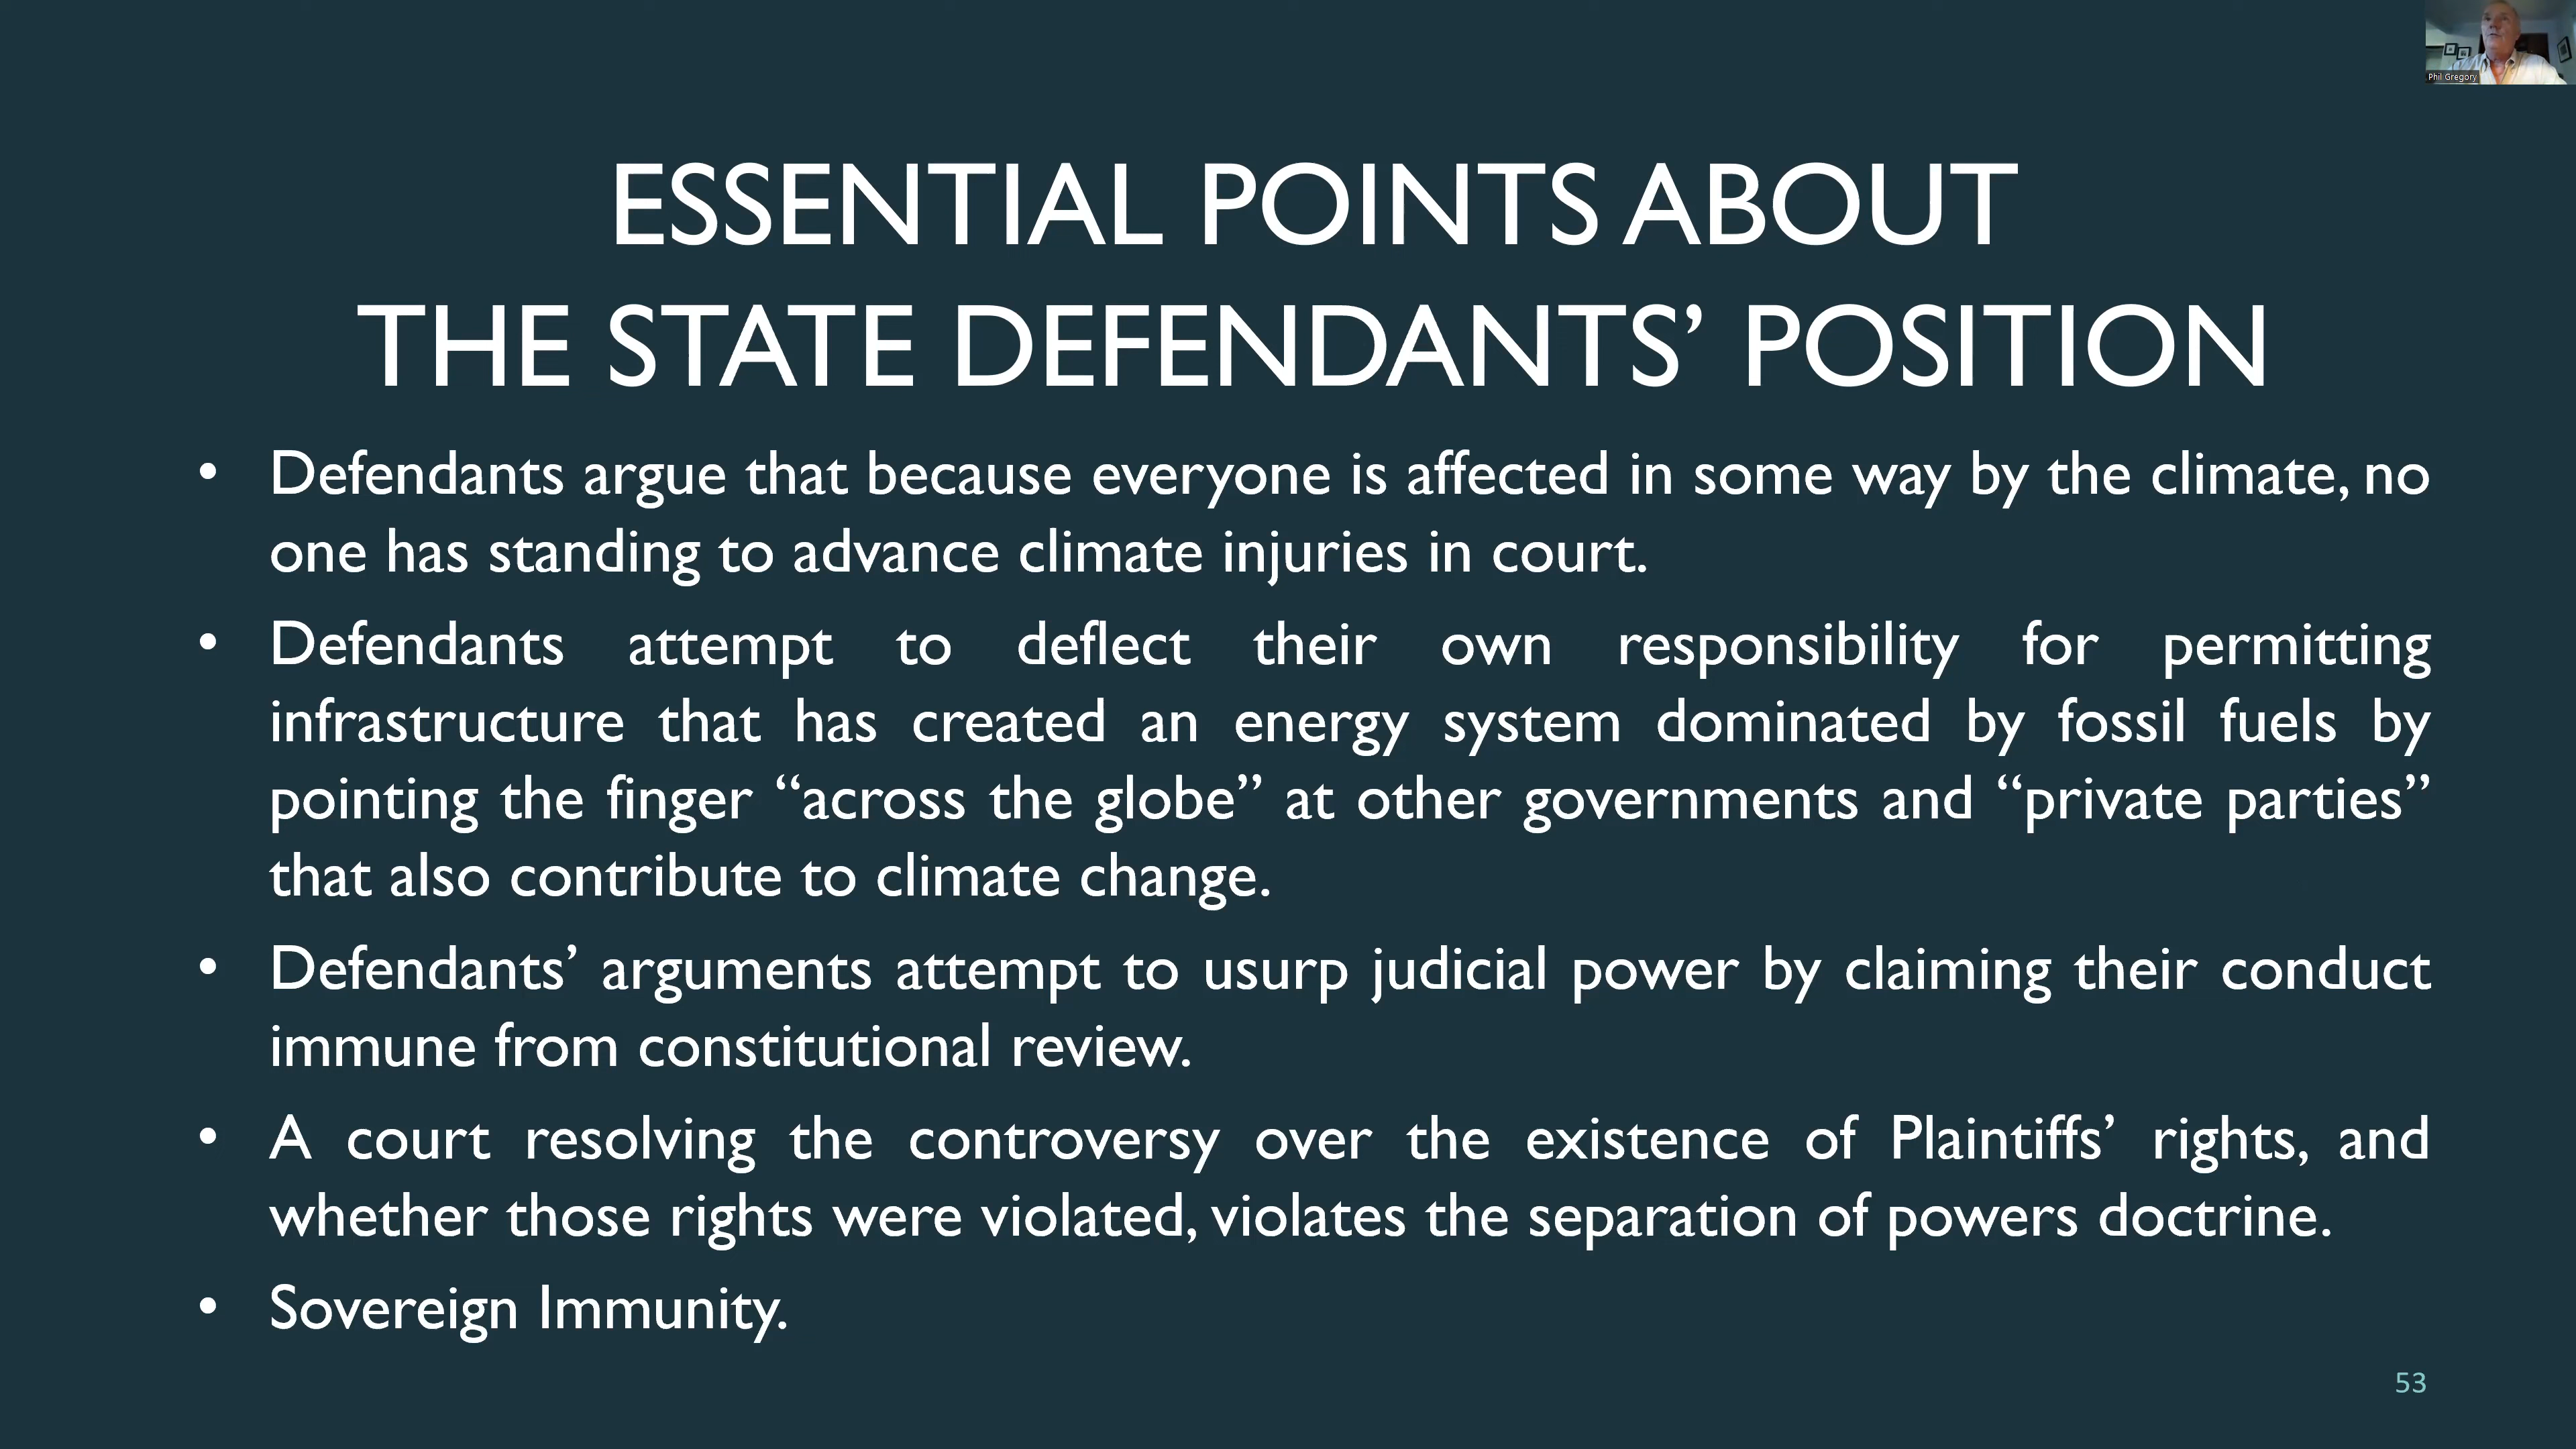 Phil Gregory
ESSENTIAL POINTS ABOUT
THE STATE DEFENDANTS’ POSITION
• Defendants argue that because everyone is affected in some way by the climate, no
one has standing to advance climate injuries in court.
• Defendants attempt to deflect their own responsibility for permitting
infrastructure that has created an energy system dominated by fossil fuels by
pointing the finger “across the globe” at other governments and “private parties”
that also contribute to climate change.
• Defendants’ arguments attempt to usurp judicial power by claiming their conduct
immune from constitutional review.
• A court resolving the controversy over the existence of Plaintiffs’ rights, and
whether those rights were violated, violates the separation of powers doctrine.
• Sovereign Immunity.
53